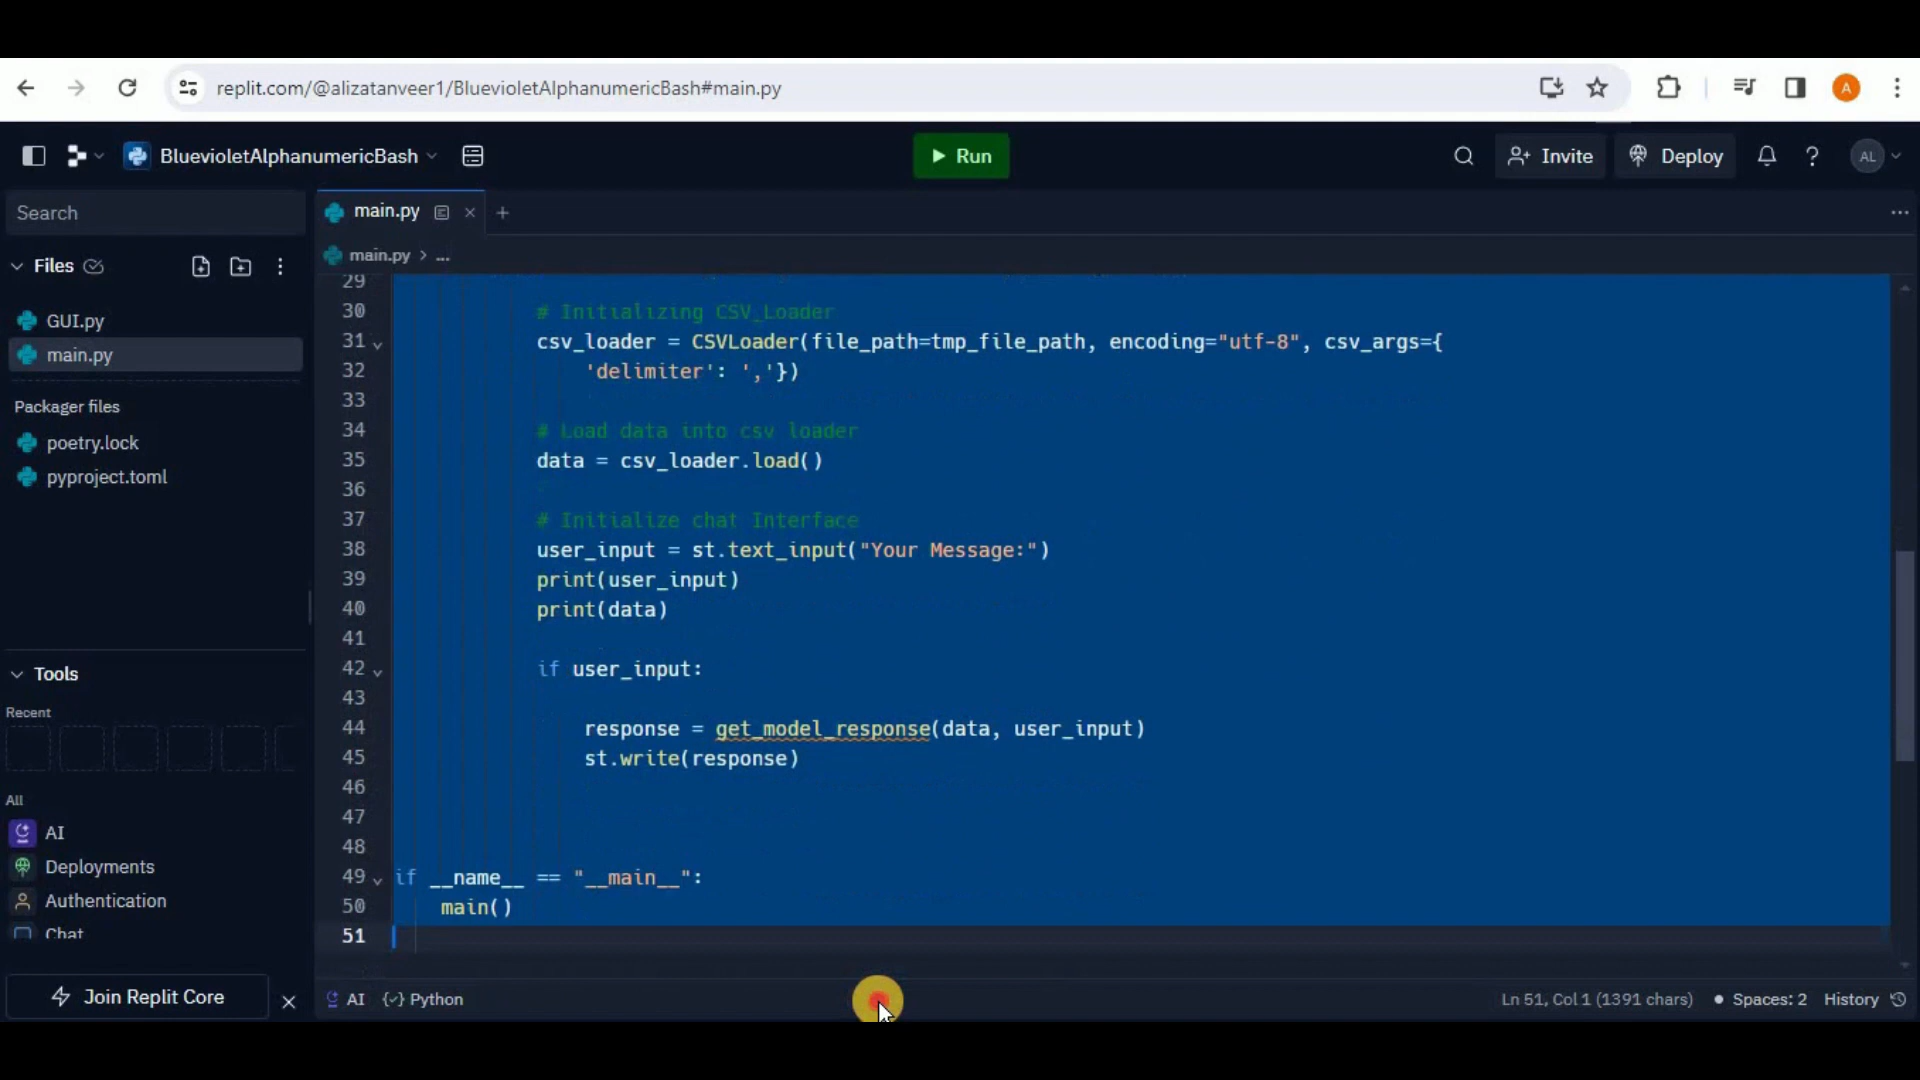 replit.com/@alizatanveer1/BluevioletAlphanumericBash#main.py
A
BluevioletAlphanumericBash
Run
Invite
Deploy
AL
Search
main.py
Files
main.py > ...
GUI.py
main.py
Packager files
poetry.lock
pyproject.toml
Tools
Recent
All
AI
Deployments
Authentication
Chat
Join Replit Core
29
30 # Initializing CSV_Loader
31 csv_loader = CSVLoader(file_path=tmp_file_path, encoding="utf-8", csv_args={
32 'delimiter': ','})
33
34 # Load data into csv loader
35 data = csv_loader.load()
36
37 # Initialize chat Interface
38 user_input = st.text_input("Your Message:")
39 print(user_input)
40 print(data)
41
42 if user_input:
43
44 response = get_model_response(data, user_input)
45 st.write(response)
46
47
48
49 if __name__ == "__main__":
50 main()
51
AI
Python
Ln 51, Col 1 (1391 chars)
Spaces: 2
History